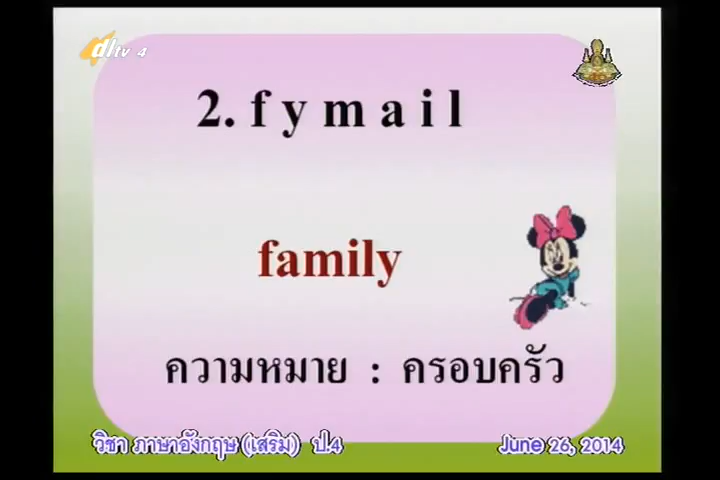 dltv 4
2. f y m a i l
family
ความหมาย : ครอบครัว
วิชา ภาษาอังกฤษ (เสริม) ป.4
June 26, 2014